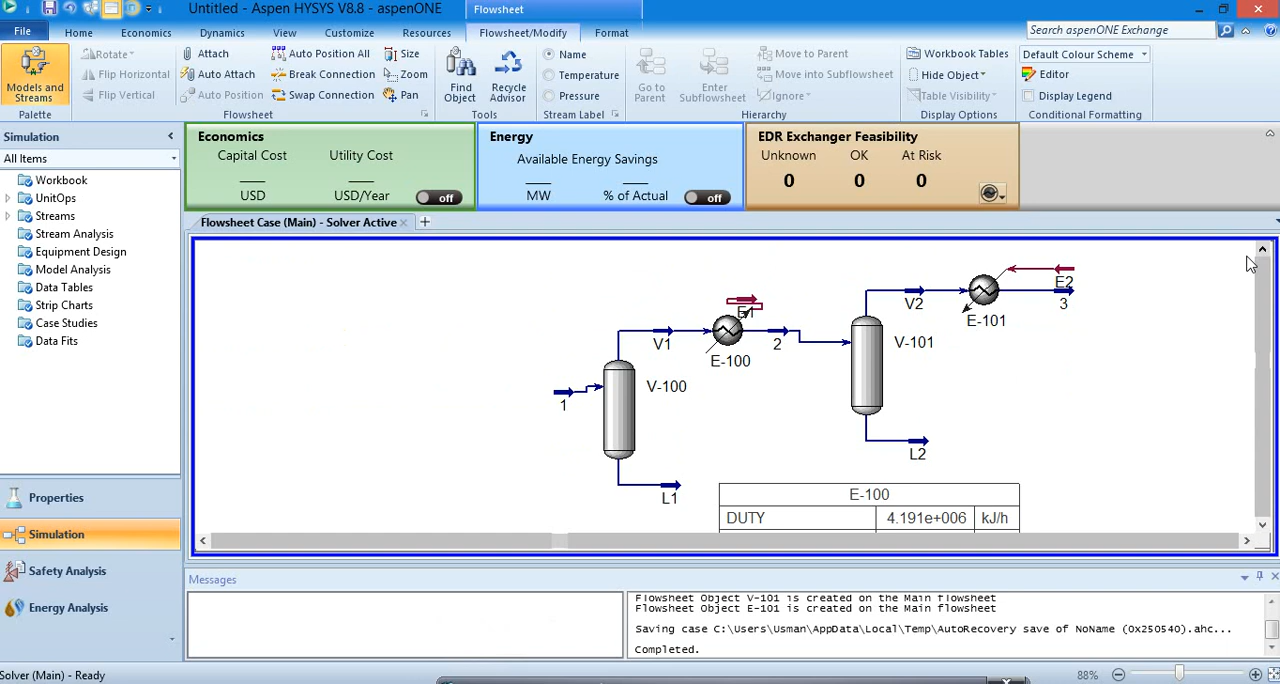 Untitled - Aspen HYSYS V8.8 - aspenONE
Flowsheet
File Home Economics Dynamics View Customize Resources Flowsheet/Modify Format Search aspenONE Exchange
Models and Streams
Palette
Rotate Flip Horizontal Flip Vertical
Attach Auto Attach Auto Position
Auto Position All Break Connection Swap Connection
Size Zoom Pan
Flowsheet
Find Object
Recycle Advisor
Tools
Name
Temperature
Pressure
Stream Label
Go to Parent
Enter Subflowsheet
Move to Parent
Move into Subflowsheet
Ignore
Hierarchy
Workbook Tables
Hide Object
Table Visibility
Display Options
Default Colour Scheme
Editor
Display Legend
Conditional Formatting
Simulation
All Items
Workbook
UnitOps
Streams
Stream Analysis
Equipment Design
Model Analysis
Data Tables
Strip Charts
Case Studies
Data Fits
Properties
Simulation
Safety Analysis
Energy Analysis
Economics
Capital Cost Utility Cost
USD USD/Year off
Energy
Available Energy Savings
MW % of Actual off
EDR Exchanger Feasibility
Unknown OK At Risk
0 0 0
Flowsheet Case (Main) - Solver Active
E2
V2
3
E1
E-101
V1
2
V-101
E-100
V-100
1
L2
L1
E-100
DUTY 4.191e+006 kJ/h
Messages
Flowsheet Object V-101 is created on the Main flowsheet
Flowsheet Object E-101 is created on the Main flowsheet
Saving case C:\Users\Usman\AppData\Local\Temp\AutoRecovery save of NoName (0x250540).ahc...
Completed.
Solver (Main) - Ready
88%